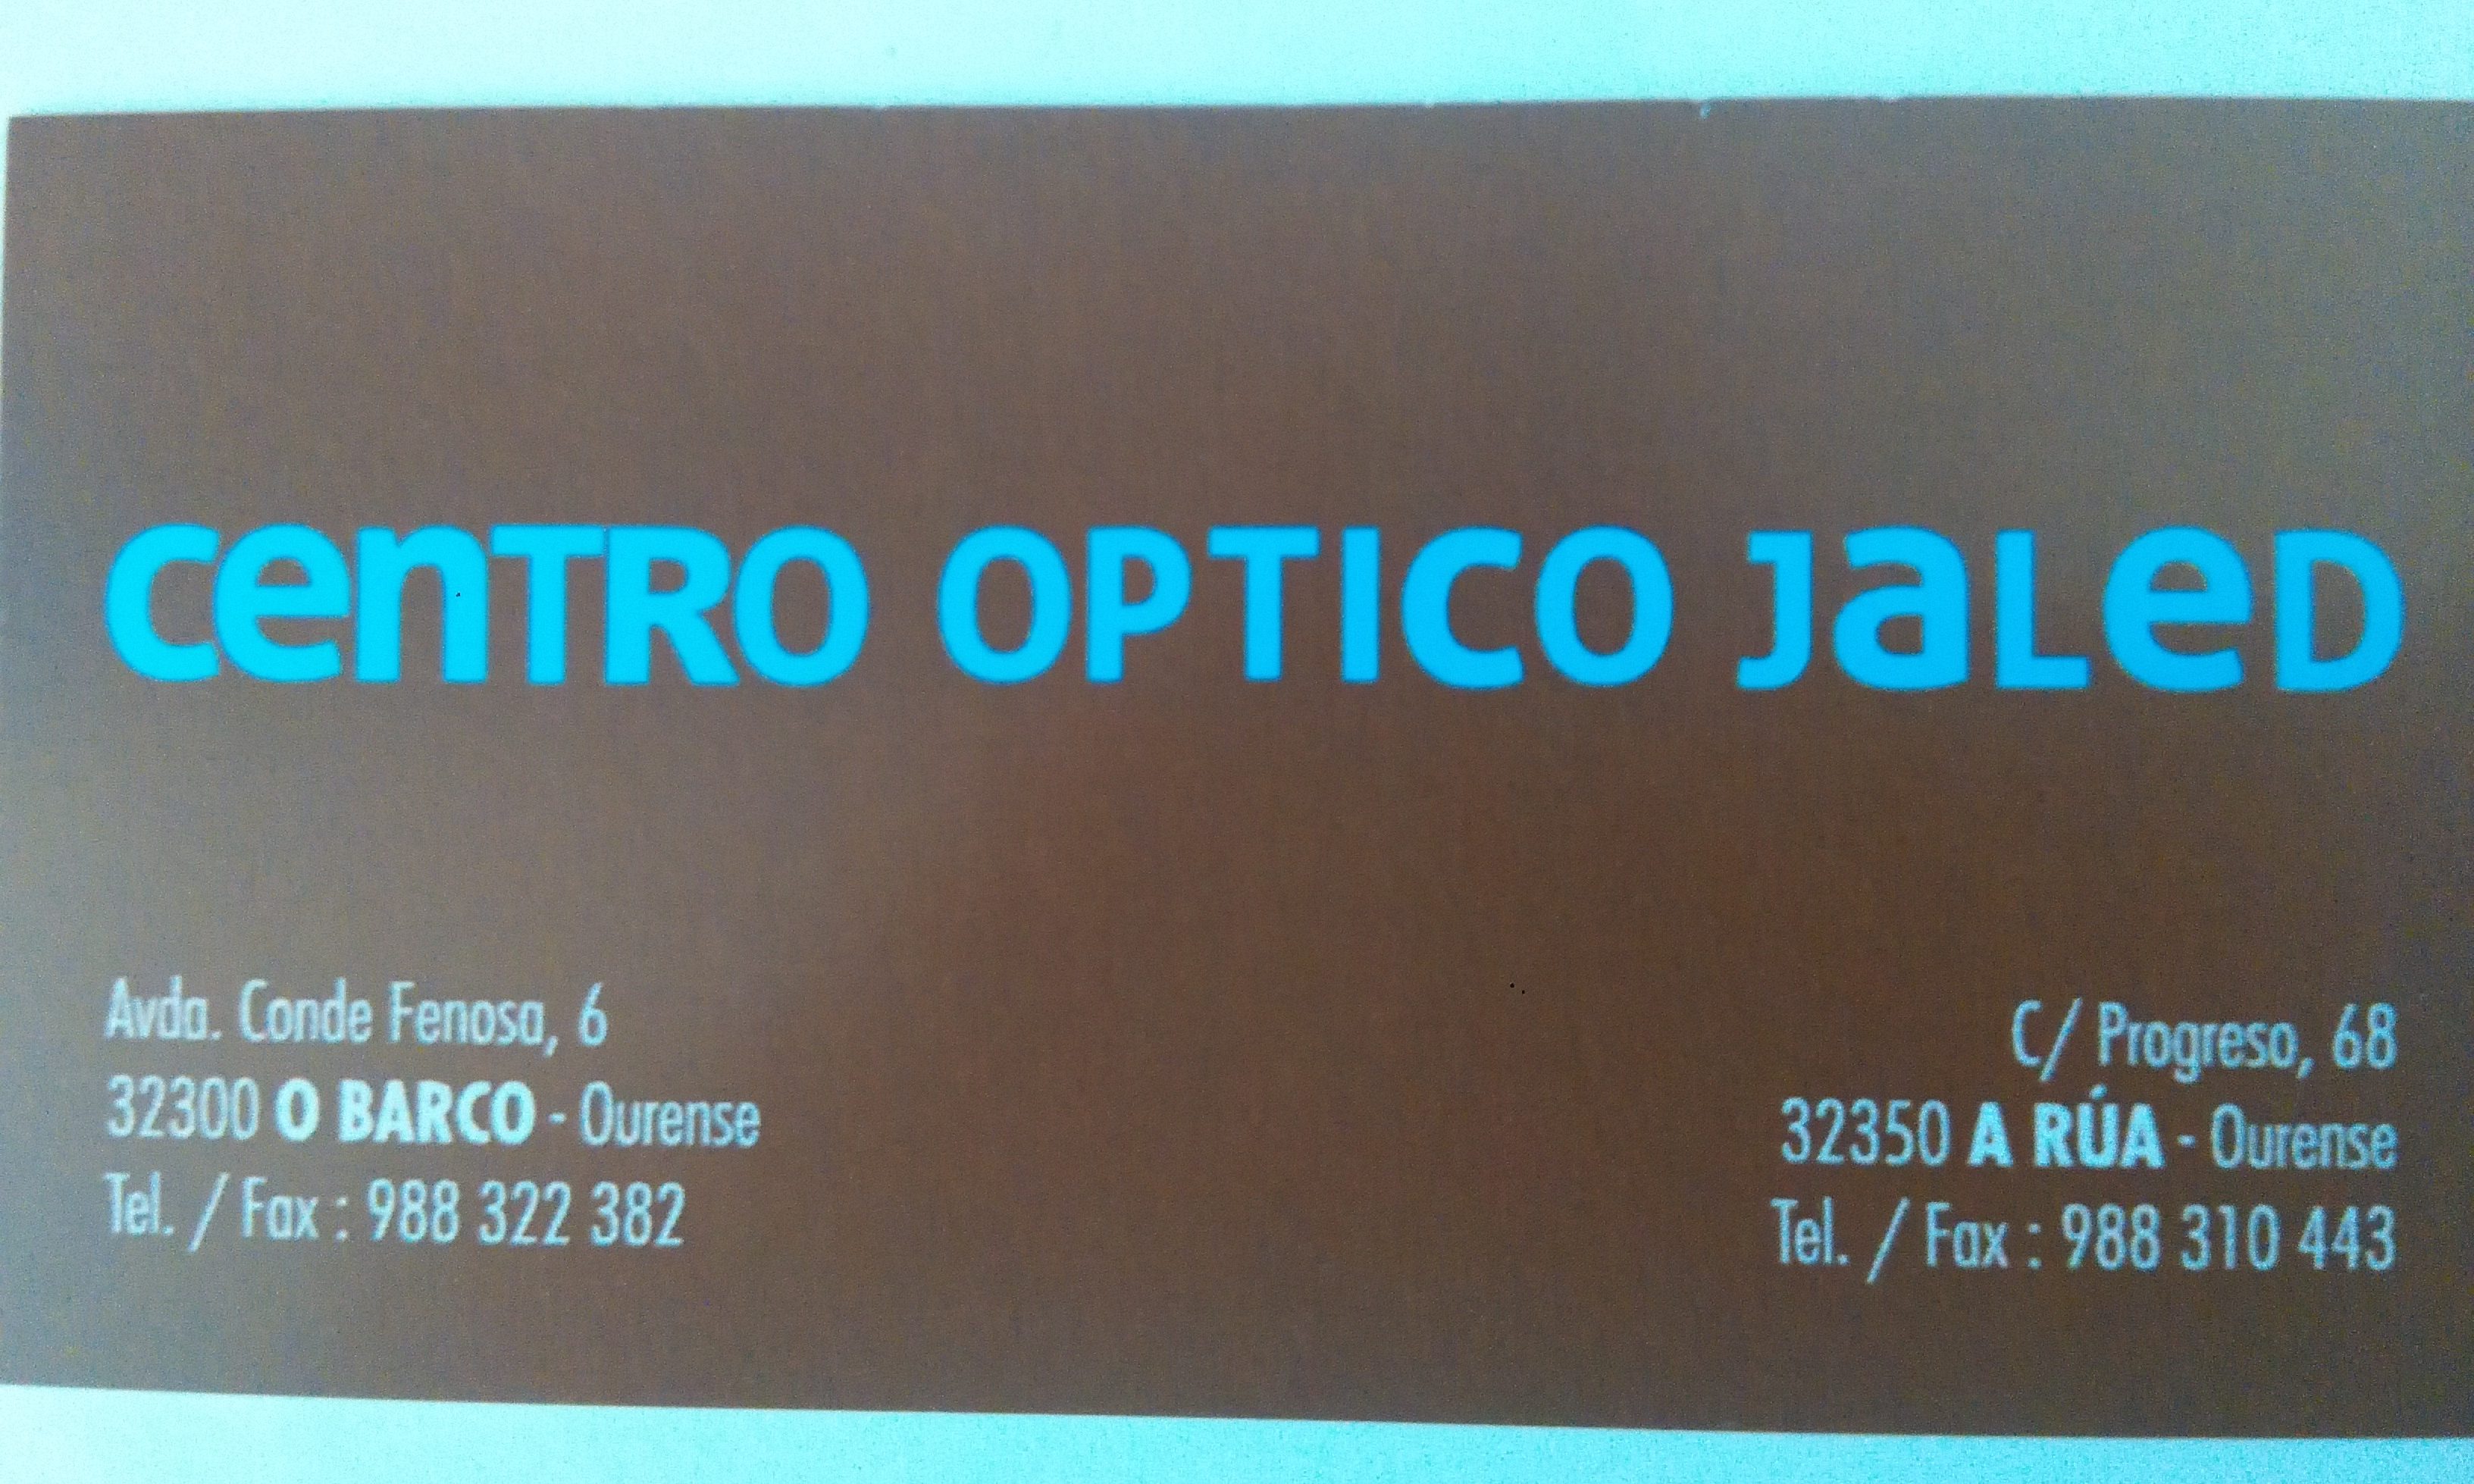 CenTRO OPTICO JaLeD
Avda. Conde Fenosa, 6
32300 O BARCO - Ourense
Tel. / Fax : 988 322 382
C/ Progreso, 68
32350 A RÚA - Ourense
Tel. / Fax : 988 310 443